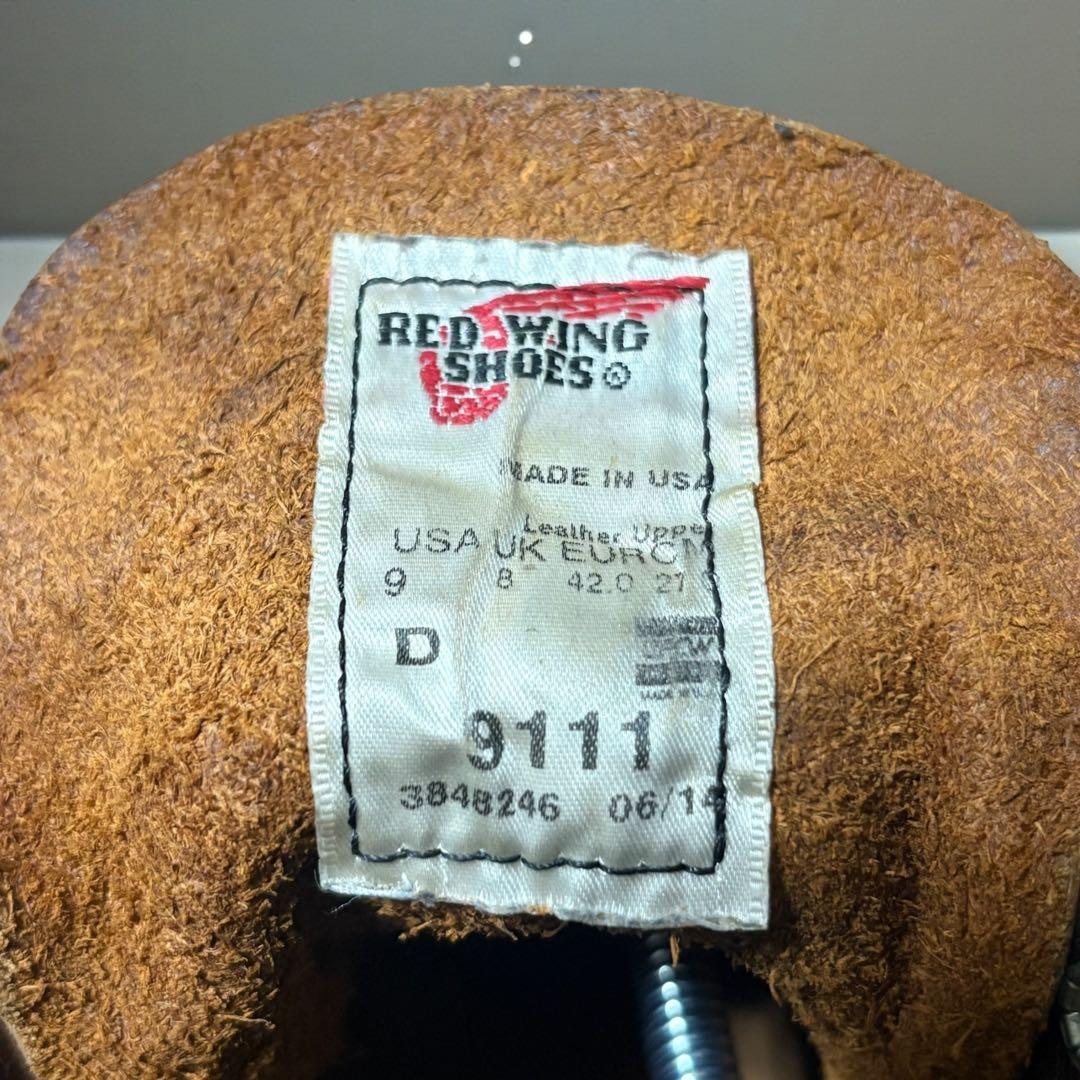 RED WING
SHOES®
MADE IN USA
Leather Uppe
USA UK EURO
9 8 42.0 27
D
9111
3848246 06/14